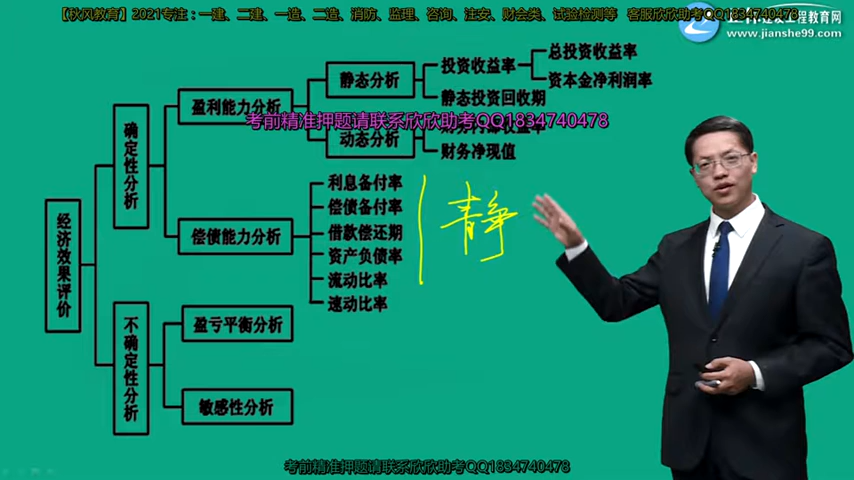 【秋风教育】2021专注：一建、二建、一造、二造、消防、监理、咨询、注安、财会类、试验检测等 客服欣欣助考QQ1834740478
工程教育网
www.jianshe99.com
总投资收益率
投资收益率
静态分析
资本金净利润率
盈利能力分析
静态投资回收期
考前精准押题请联系欣欣助考QQ1834740478
确定性分析
动态分析
财务净现值
利息备付率
偿债备付率
静
经济效果评价
偿债能力分析
借款偿还期
资产负债率
流动比率
速动比率
不确定性分析
盈亏平衡分析
敏感性分析
考前精准押题请联系欣欣助考QQ1834740478